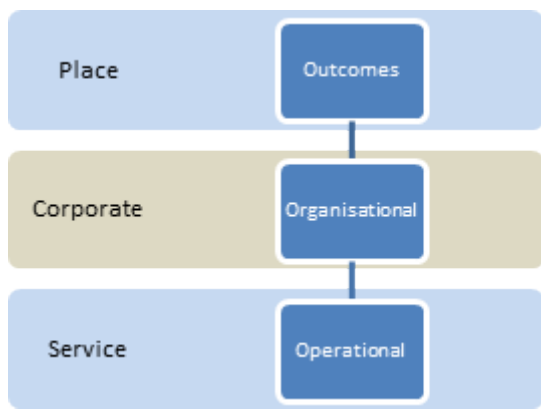 Place
Outcomes
Corporate
Organisational
Service
Operational